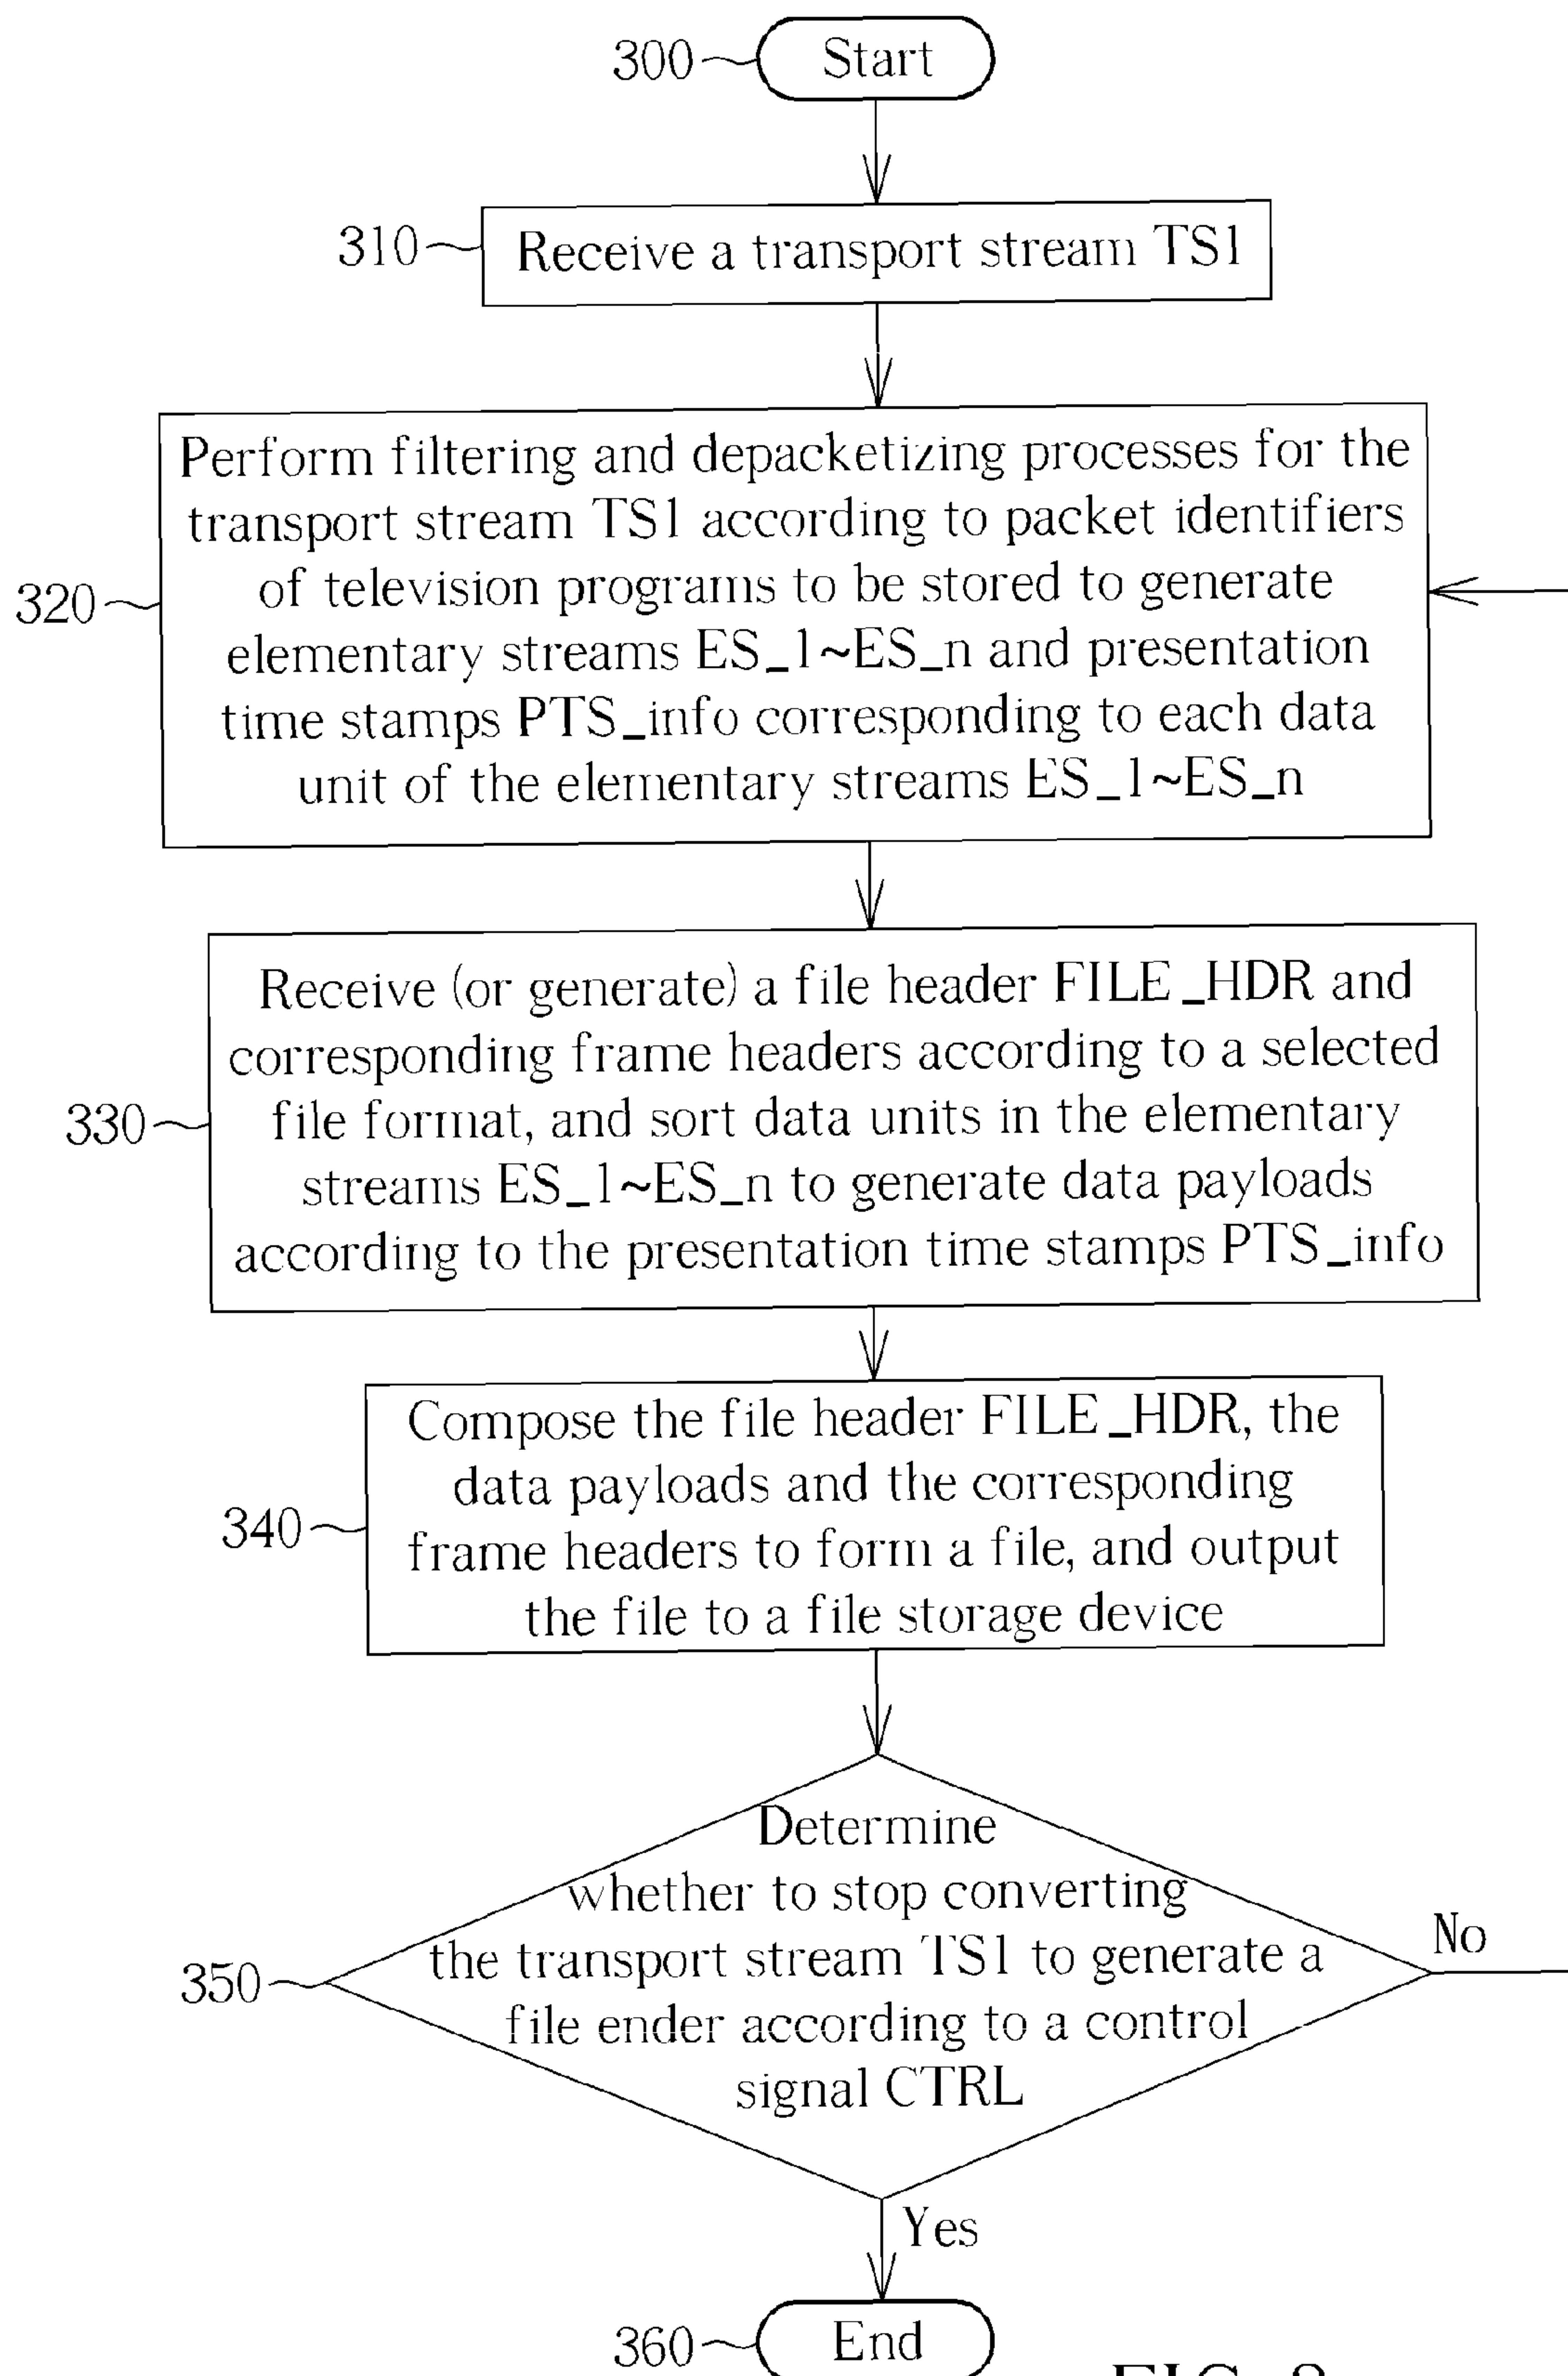 300
Start
310
Receive a transport stream TS1
320
Perform filtering and depacketizing processes for the
transport stream TS1 according to packet identifiers
of television programs to be stored to generate
elementary streams ES_1~ES_n and presentation
time stamps PTS_info corresponding to each data
unit of the elementary streams ES_1~ES_n
330
Receive (or generate) a file header FILE_HDR and
corresponding frame headers according to a selected
file format, and sort data units in the elementary
streams ES_1~ES_n to generate data payloads
according to the presentation time stamps PTS_info
340
Compose the file header FILE_HDR, the
data payloads and the corresponding
frame headers to form a file, and output
the file to a file storage device
350
Determine
whether to stop converting
the transport stream TS1 to generate a
file ender according to a control
signal CTRL
No
Yes
360
End